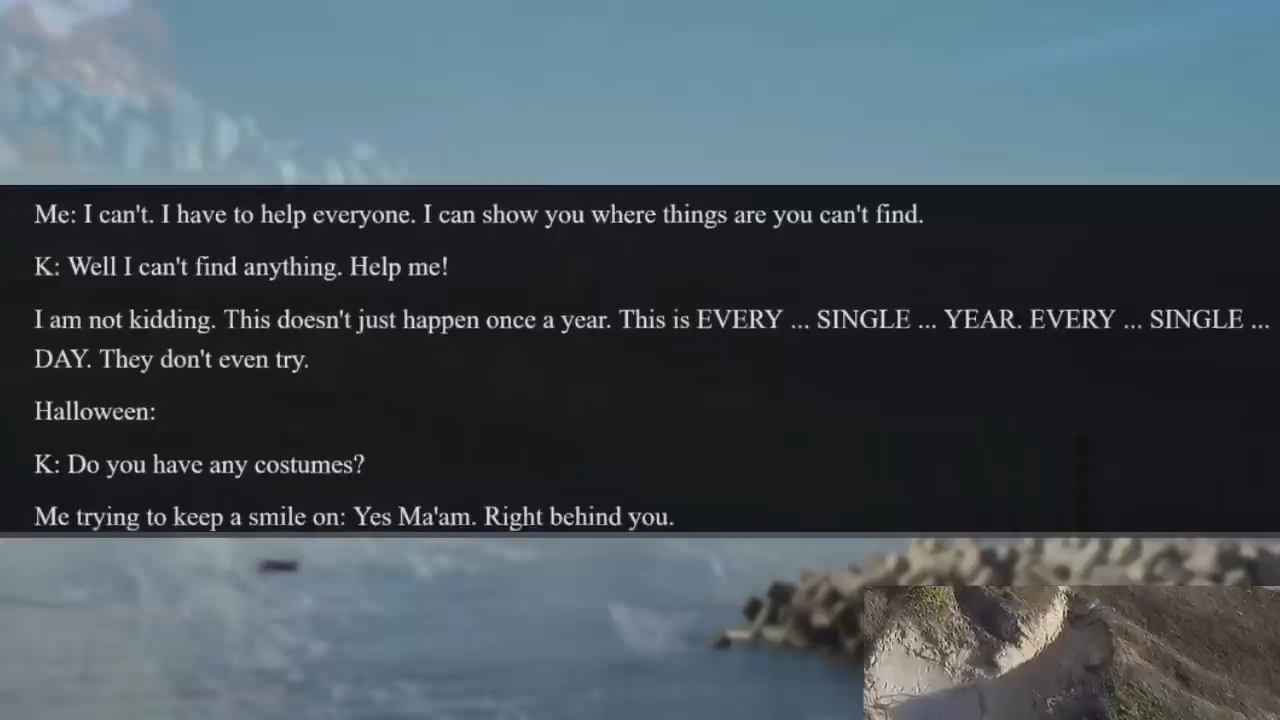 Me: I can't. I have to help everyone. I can show you where things are you can't find.
K: Well I can't find anything. Help me!
I am not kidding. This doesn't just happen once a year. This is EVERY ... SINGLE ... YEAR. EVERY ... SINGLE ...
DAY. They don't even try.
Halloween:
K: Do you have any costumes?
Me trying to keep a smile on: Yes Ma'am. Right behind you.